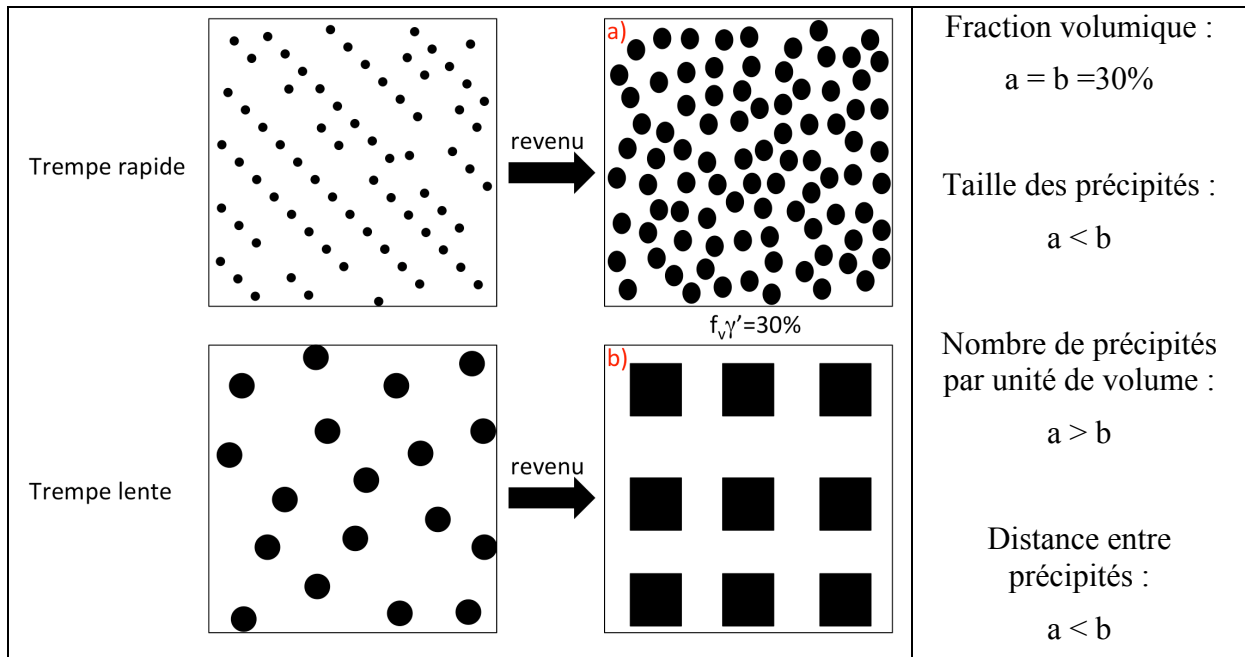 Trempe rapide
revenu
a)
f_vγ'=30%
Trempe lente
revenu
b)
Fraction volumique :
a = b =30%
Taille des précipités :
a < b
Nombre de précipités
par unité de volume :
a > b
Distance entre
précipités :
a < b